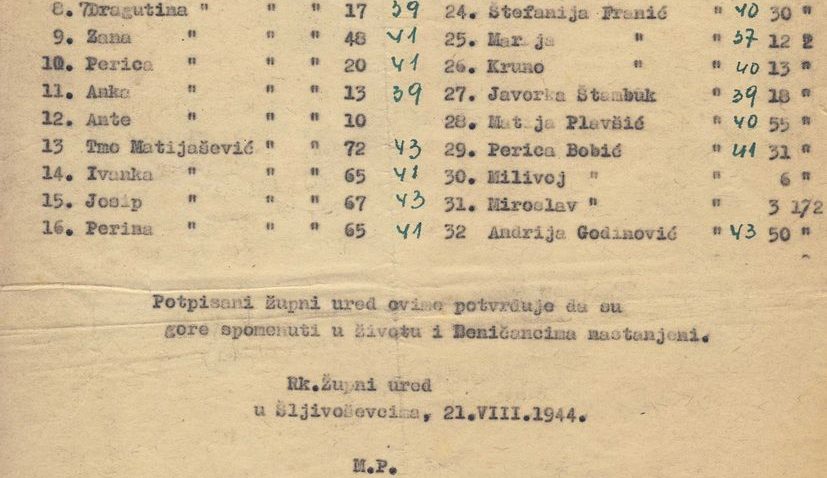 8. 7Dragutina " " " 17 39 24. Štefanija Franić " 40 30 "
9. Zana " " " 48 41 25. Marija " " 37 12 "
10. Perica " " " 20 41 26. Kruno " " 40 13 "
11. Anka " " " 13 39 27. Javorka Štambuk " 39 18 "
12. Ante " " " 10 28. Matija Plavšić " 40 55 "
13 Tmo Matijašević " " 72 43 29. Perica Bobić " 41 31 "
14. Ivanka " " " 65 41 30. Milivoj " " 6 "
15. Josip " " " 67 43 31. Miroslav " " 3 1/2
16. Perina " " " 65 41 32 Andrija Godinović " 43 50 "
Potpisani župni ured ovime potvrđuje da su
gore spomenuti u životu i Beničancima nastanjeni.
Rk.Župni ured
u Šljivoševcima, 21.VIII.1944.
M.P.